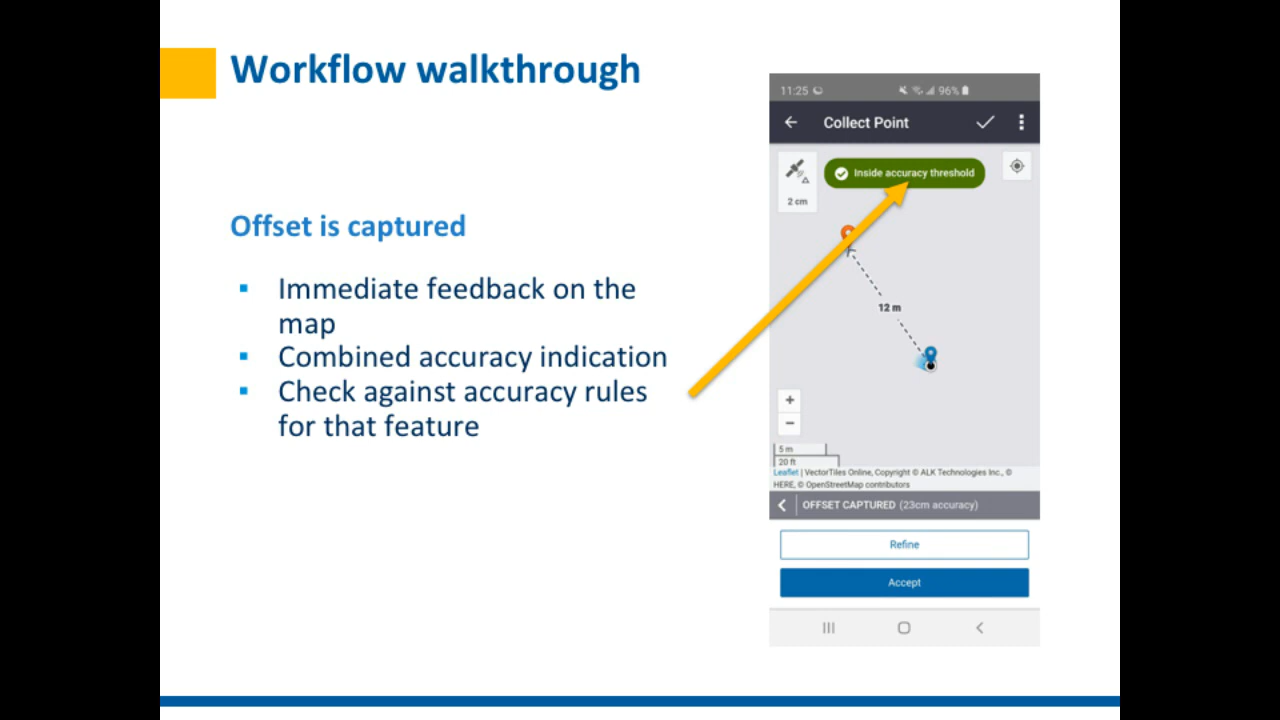 Workflow walkthrough
Offset is captured
▪ Immediate feedback on the
map
▪ Combined accuracy indication
▪ Check against accuracy rules
for that feature
11:25 96%
Collect Point
Inside accuracy threshold
2 cm
12 m
+
−
5 m
20 ft
Leaflet | VectorTiles Online, Copyright © ALK Technologies Inc., ©
HERE, © OpenStreetMap contributors
OFFSET CAPTURED (23cm accuracy)
Refine
Accept